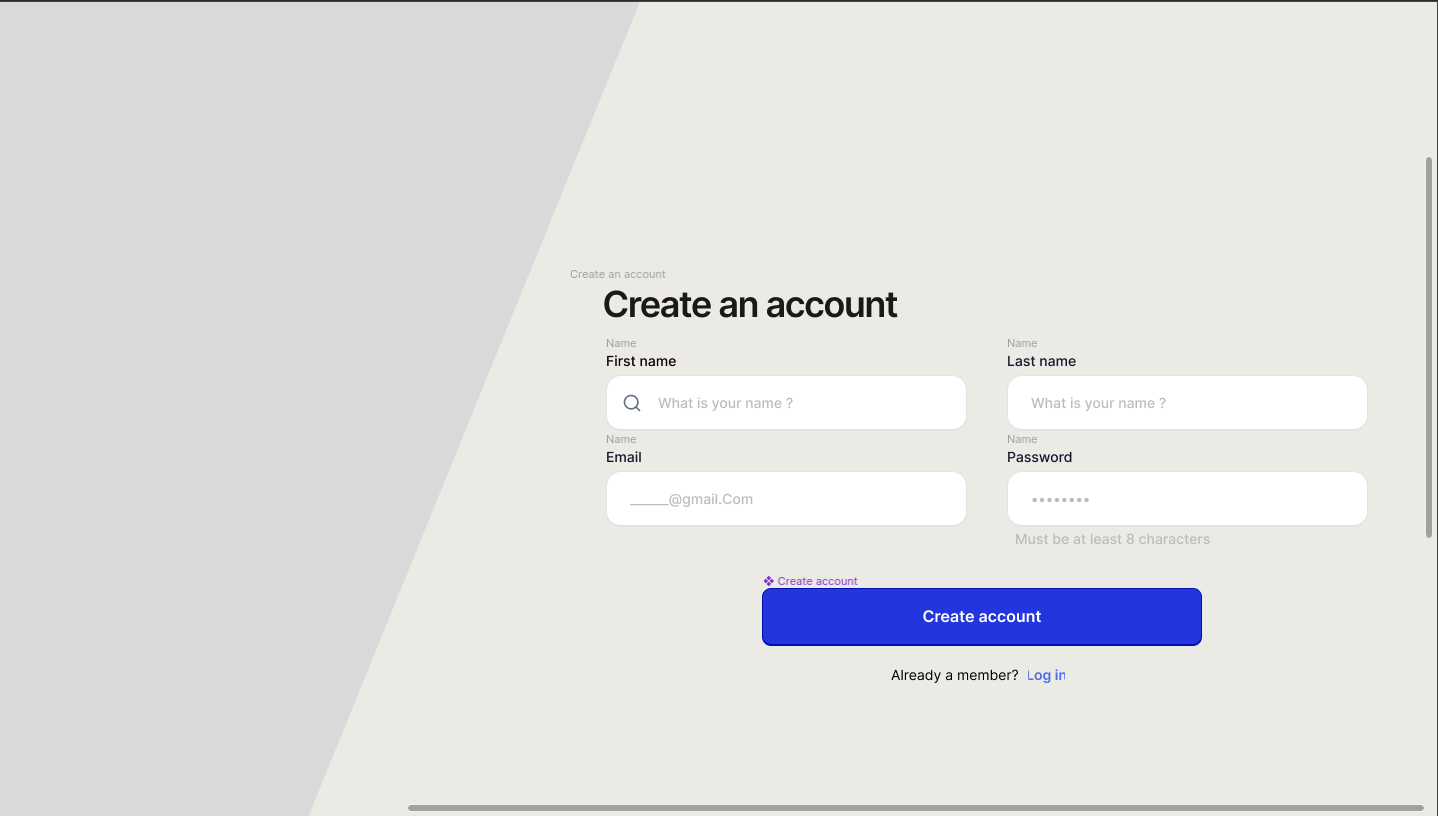 Create an account
Create an account
Name
Name
First name
Last name
What is your name ?
What is your name ?
Name
Name
Email
Password
_____@gmail.Com
••••••••
Must be at least 8 characters
Create account
Create account
Already a member? Log in